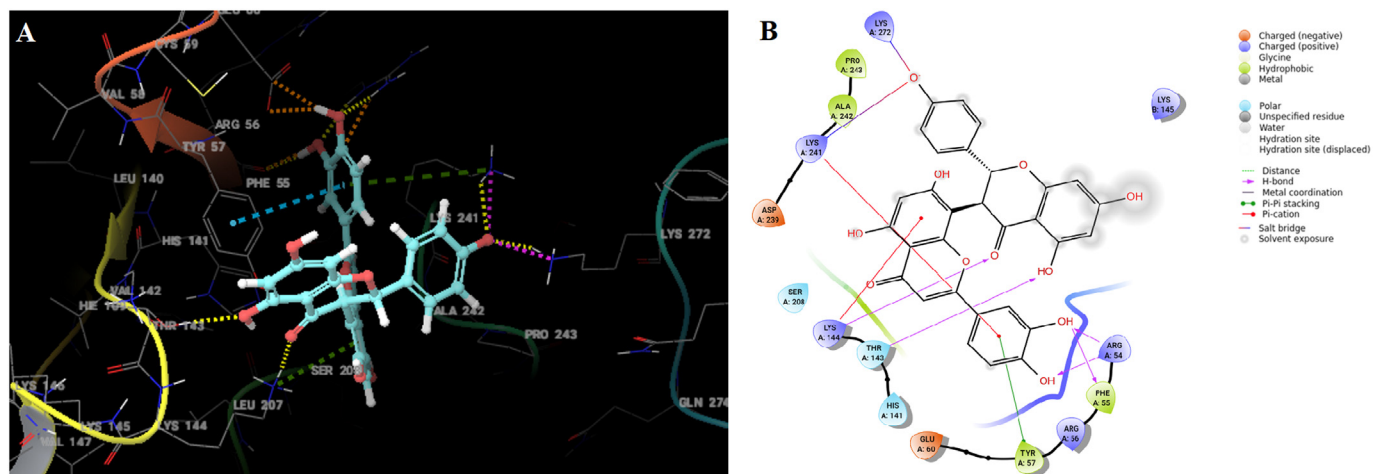 A
CYS 59
VAL 58
ARG 56
TYR 57
LEU 140
PHE 55
HIS 141
LYS 241
LYS 272
VAL 142
THR 143
ALA 242
PRO 243
LEU 207
GLN 274
LYS 146
LYS 145
LYS 144
VAL 147
B
LYS
A: 272
PRO
A: 243
ALA
A: 242
LYS
A: 241
ASP
A: 239
LYS
B: 145
O-
O
OH
OH
HO
O
O
HO
O
OH
OH
SER
A: 208
LYS
A: 144
THR
A: 143
HIS
A: 141
ARG
A: 54
PHE
A: 55
ARG
A: 56
TYR
A: 57
GLU
A: 60
Charged (negative)
Charged (positive)
Glycine
Hydrophobic
Metal
Polar
Unspecified residue
Water
Hydration site
Hydration site (displaced)
Distance
H-bond
Metal coordination
Pi-Pi stacking
Pi-cation
Salt bridge
Solvent exposure